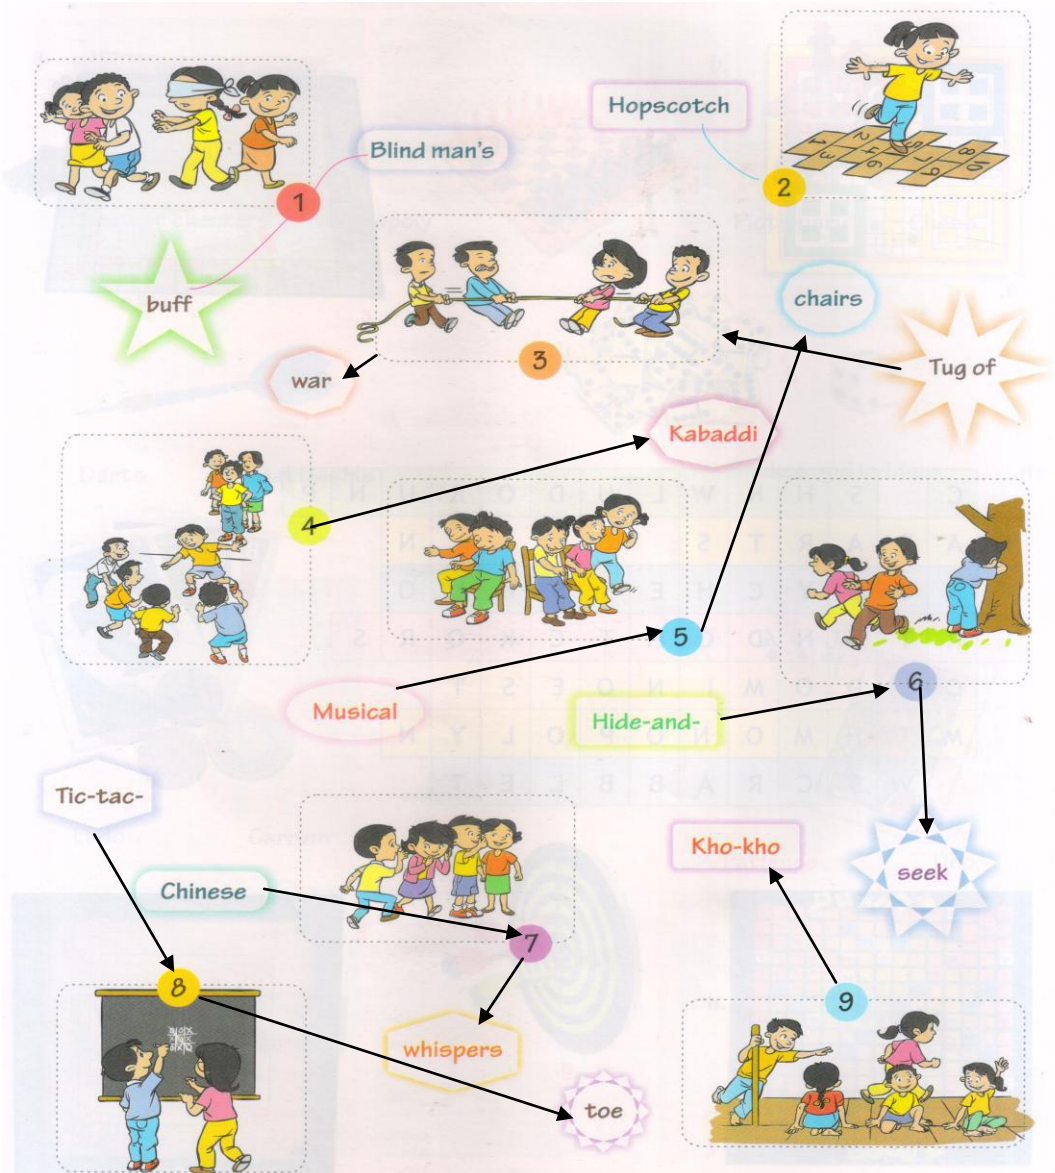 Hopscotch
Blind man's
1
2
buff
chairs
3
Tug of
war
Kabaddi
4
5
6
Musical
Hide-and-
Tic-tac-
Kho-kho
seek
Chinese
7
8
9
whispers
toe